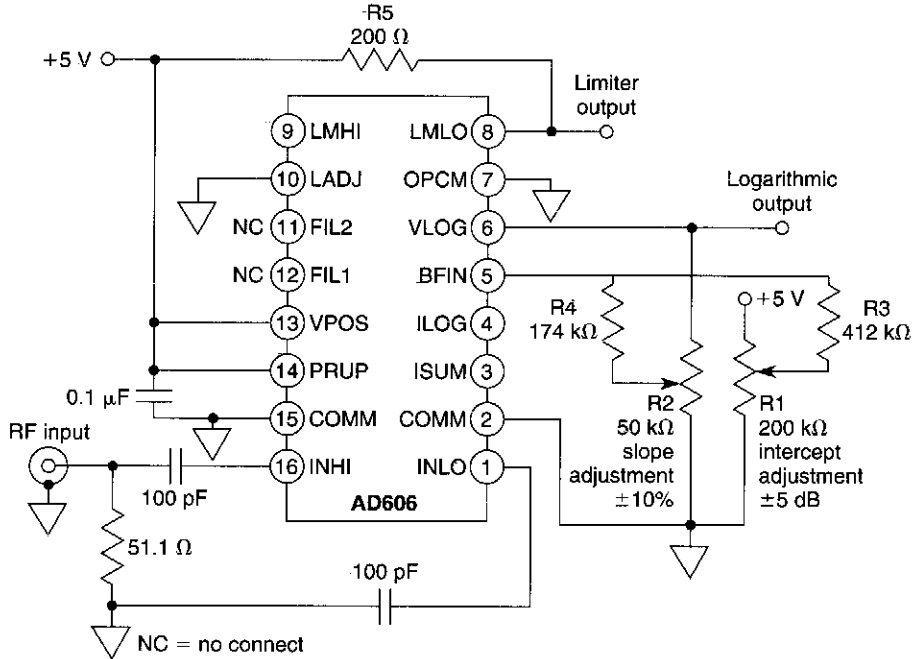 R5
200 Ω
+5 V
Limiter
output
9 LMHI
LMLO 8
10 LADJ
OPCM 7
Logarithmic
output
NC 11 FIL2
VLOG 6
NC 12 FIL1
BFIN 5
+5 V
R4
174 kΩ
R3
412 kΩ
13 VPOS
ILOG 4
14 PRUP
ISUM 3
0.1 µF
15 COMM
COMM 2
R2
50 kΩ
slope
adjustment
±10%
R1
200 kΩ
intercept
adjustment
±5 dB
RF input
16 INHI
INLO 1
100 pF
AD606
51.1 Ω
100 pF
NC = no connect